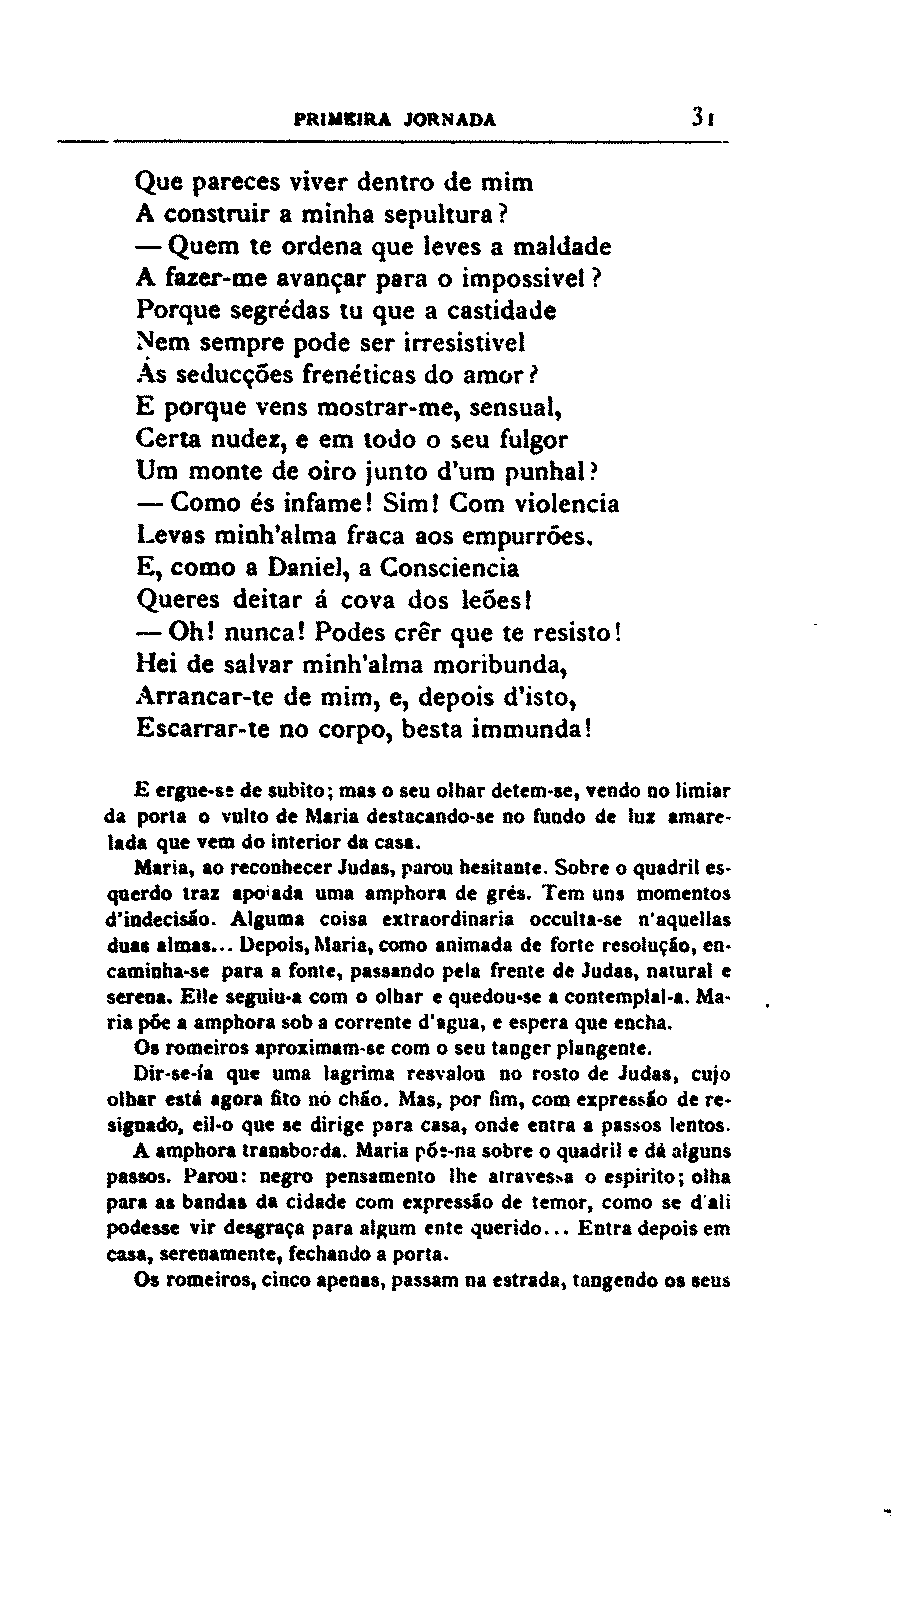 PRIMEIRA JORNADA 31
Que pareces viver dentro de mim
A construir a minha sepultura?
— Quem te ordena que leves a maldade
A fazer-me avançar para o impossivel?
Porque segrédas tu que a castidade
Nem sempre pode ser irresistivel
Ás seducções frenéticas do amor?
E porque vens mostrar-me, sensual,
Certa nudez, e em todo o seu fulgor
Um monte de oiro junto d'um punhal?
— Como és infame! Sim! Com violencia
Levas minh'alma fraca aos empurrões.
E, como a Daniel, a Consciencia
Queres deitar á cova dos leões!
— Oh! nunca! Podes crêr que te resisto!
Hei de salvar minh'alma moribunda,
Arrancar-te de mim, e, depois d'isto,
Escarrar-te no corpo, besta immunda!
E ergue-se de subito; mas o seu olhar detem-se, vendo no limiar
da porta o vulto de Maria destacando-se no fundo de luz amare-
lada que vem do interior da casa.
Maria, ao reconhecer Judas, parou hesitante. Sobre o quadril es-
querdo traz apoiada uma amphora de grés. Tem uns momentos
d'indecisão. Alguma coisa extraordinaria occulta-se n'aquellas
duas almas... Depois, Maria, como animada de forte resolução, en-
caminha-se para a fonte, passando pela frente de Judas, natural e
serena. Elle seguiu-a com o olhar e quedou-se a contemplal-a. Ma-
ria põe a amphora sob a corrente d'agua, e espera que encha.
Os romeiros aproximam-se com o seu tanger plangente.
Dir-se-ía que uma lagrima resvalou no rosto de Judas, cujo
olhar está agora fito nó chão. Mas, por fim, com expressão de re-
signado, eil-o que se dirige para casa, onde entra a passos lentos.
A amphora transborda. Maria põe-na sobre o quadril e dá alguns
passos. Parou: negro pensamento lhe atravessa o espirito; olha
para as bandas da cidade com expressão de temor, como se d'ali
podesse vir desgraça para algum ente querido... Entra depois em
casa, serenamente, fechando a porta.
Os romeiros, cinco apenas, passam na estrada, tangendo os seus